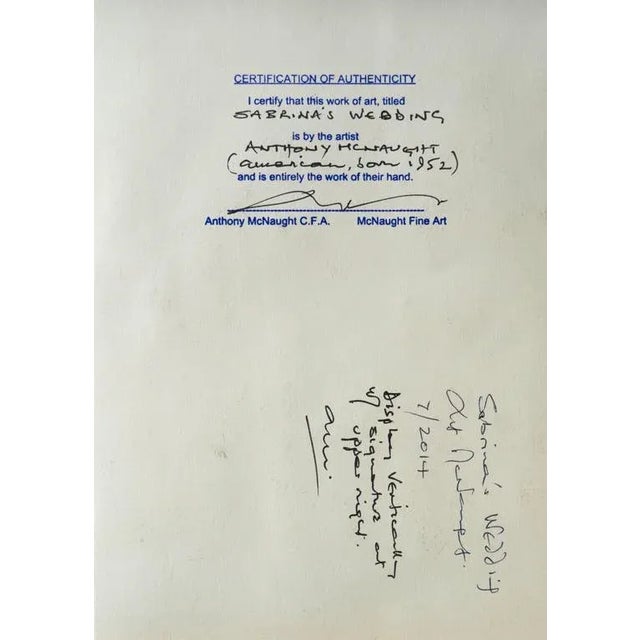 CERTIFICATION OF AUTHENTICITY
I certify that this work of art, titled
SABRINA'S WEDDING
is by the artist
ANTHONY MCNAUGHT
(american, born 1952)
and is entirely the work of their hand.
Anthony McNaught C.F.A. McNaught Fine Art
Sabrina's Wedding
McNaught.
7/2014
Display Vertically
w/ signature at
upper right.